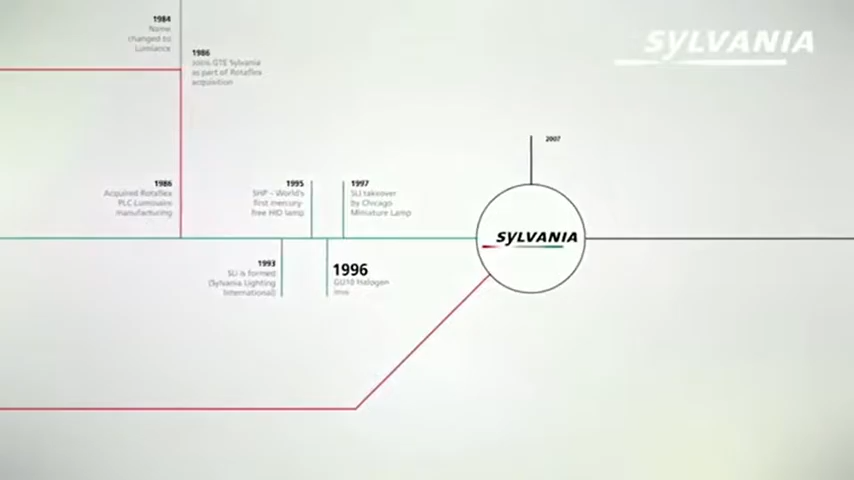 1984
Name
changed to
Lumiance
SYLVANIA
1986
Joins GTE Sylvania
as part of Rotaflex
acquisition
2007
1986
Acquired Rotaflex
PLC Luminaire
manufacturing
1995
SHP - World's
first mercury-
free HID lamp
1997
SLI takeover
by Chicago
Miniature Lamp
SYLVANIA
1993
SLI is formed
(Sylvania Lighting
International)
1996
GU10 Halogen